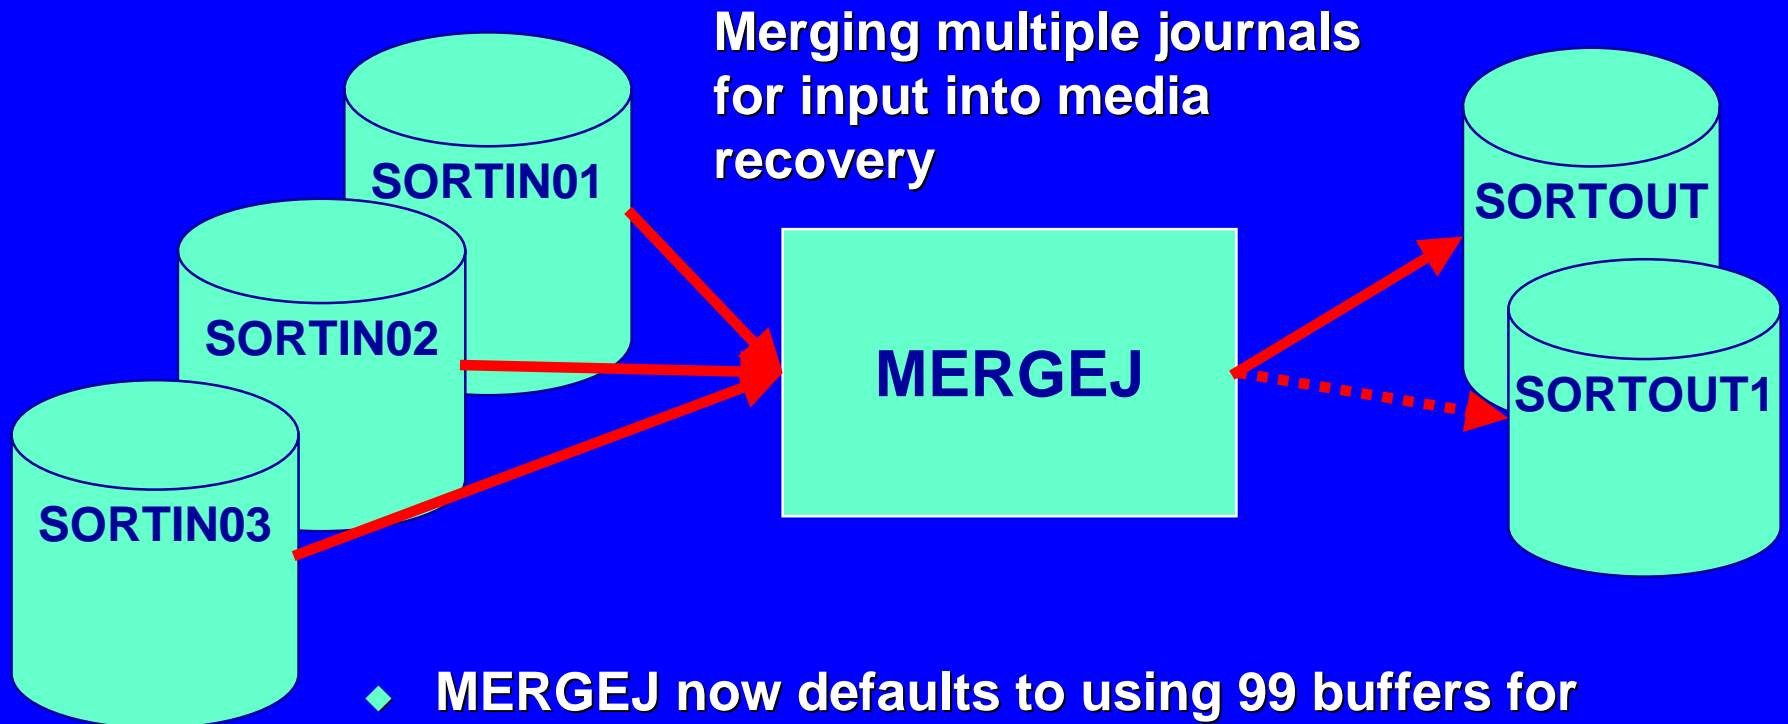 Merging multiple journals
for input into media
recovery
SORTIN01
SORTIN02
SORTIN03
MERGEJ
SORTOUT
SORTOUT1
MERGEJ now defaults to using 99 buffers for